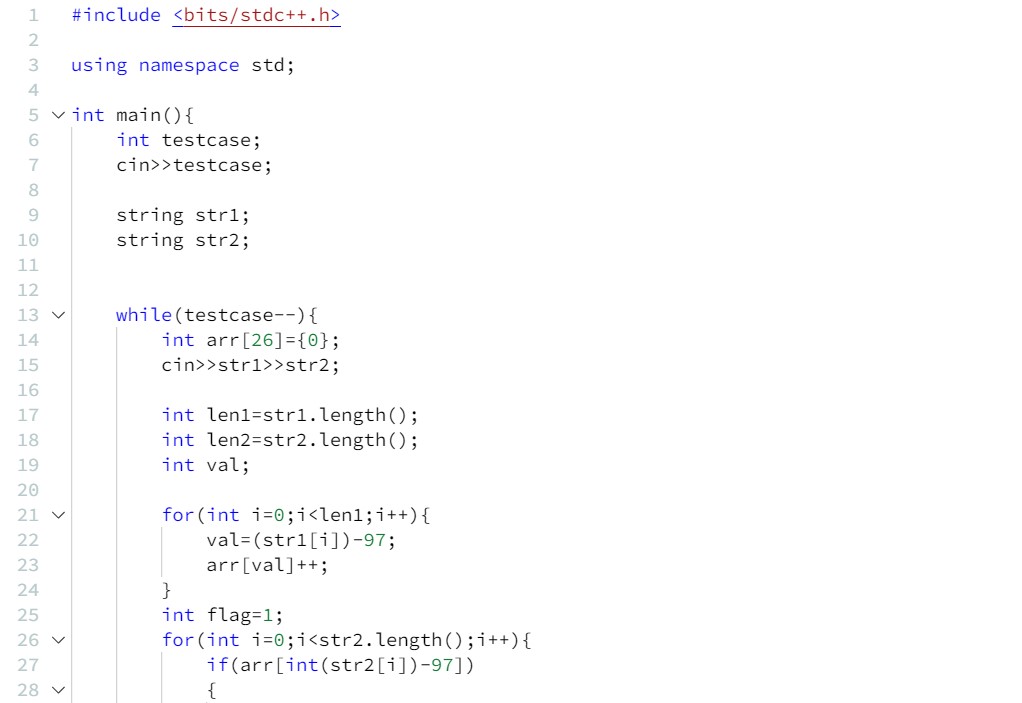 1 #include <bits/stdc++.h>
2
3 using namespace std;
4
5 int main(){
6     int testcase;
7     cin>>testcase;
8
9     string str1;
10     string str2;
11
12
13     while(testcase--){
14         int arr[26]={0};
15         cin>>str1>>str2;
16
17         int len1=str1.length();
18         int len2=str2.length();
19         int val;
20
21         for(int i=0;i<len1;i++){
22             val=(str1[i])-97;
23             arr[val]++;
24         }
25         int flag=1;
26         for(int i=0;i<str2.length();i++){
27             if(arr[int(str2[i])-97])
28             {